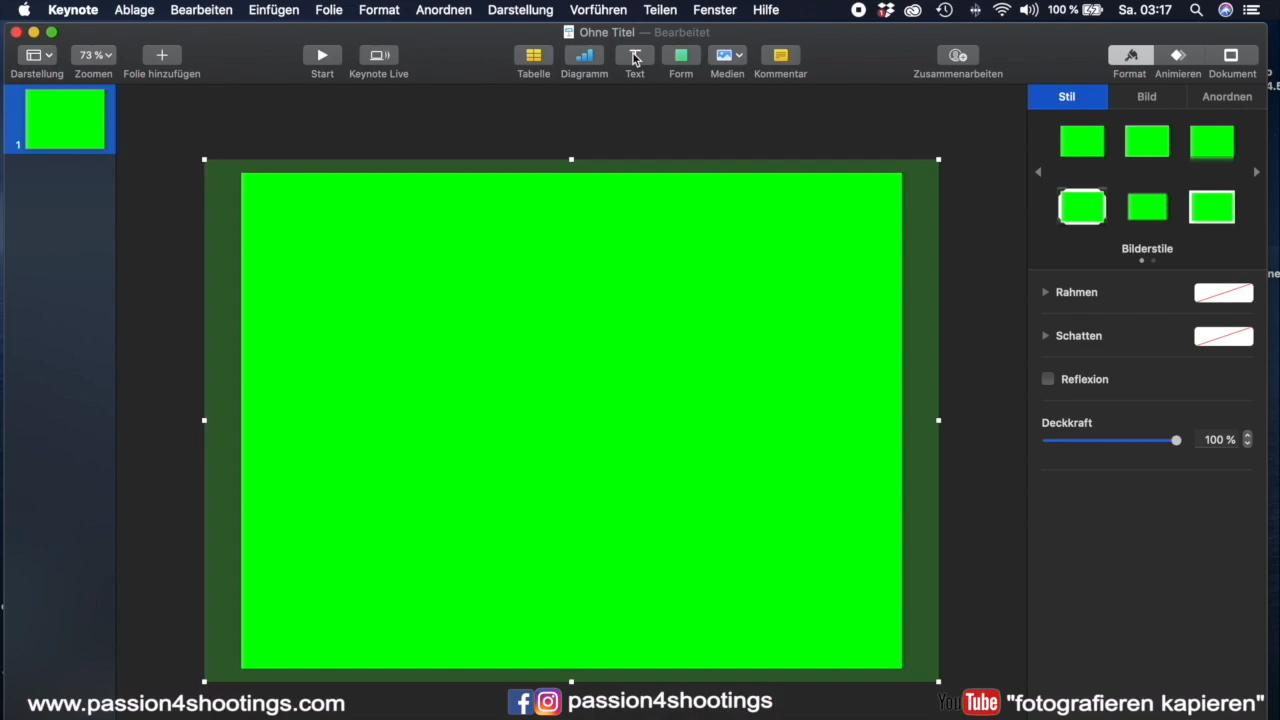 Keynote Ablage Bearbeiten Einfügen Folie Format Anordnen Darstellung Vorführen Teilen Fenster Hilfe 100 % Sa. 03:17
Ohne Titel — Bearbeitet
73 %
Darstellung Zoomen Folie hinzufügen Start Keynote Live Tabelle Diagramm Text Form Medien Kommentar Zusammenarbeiten Format Animieren Dokument
Stil Bild Anordnen
1
Bilderstile
Rahmen
Schatten
Reflexion
Deckkraft
100 %
www.passion4shootings.com
passion4shootings
You Tube "fotografieren kapieren"